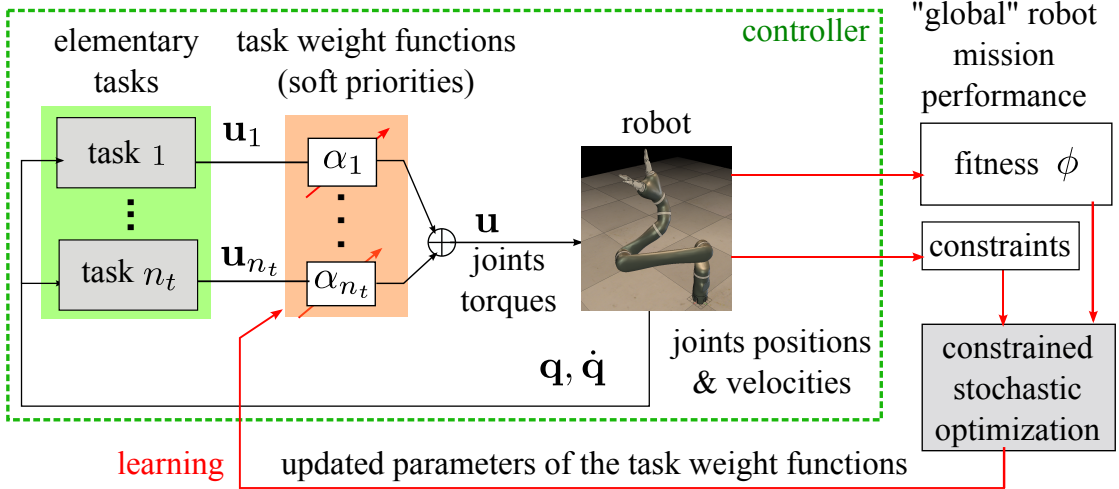 elementary
tasks
task weight functions
(soft priorities)
controller
"global" robot
mission
performance
task 1
u₁
α₁
robot
fitness ϕ
⋮
⋮
u
joints
torques
constraints
task nₜ
uₙₜ
αₙₜ
q, q̇
joints positions
& velocities
constrained
stochastic
optimization
learning
updated parameters of the task weight functions